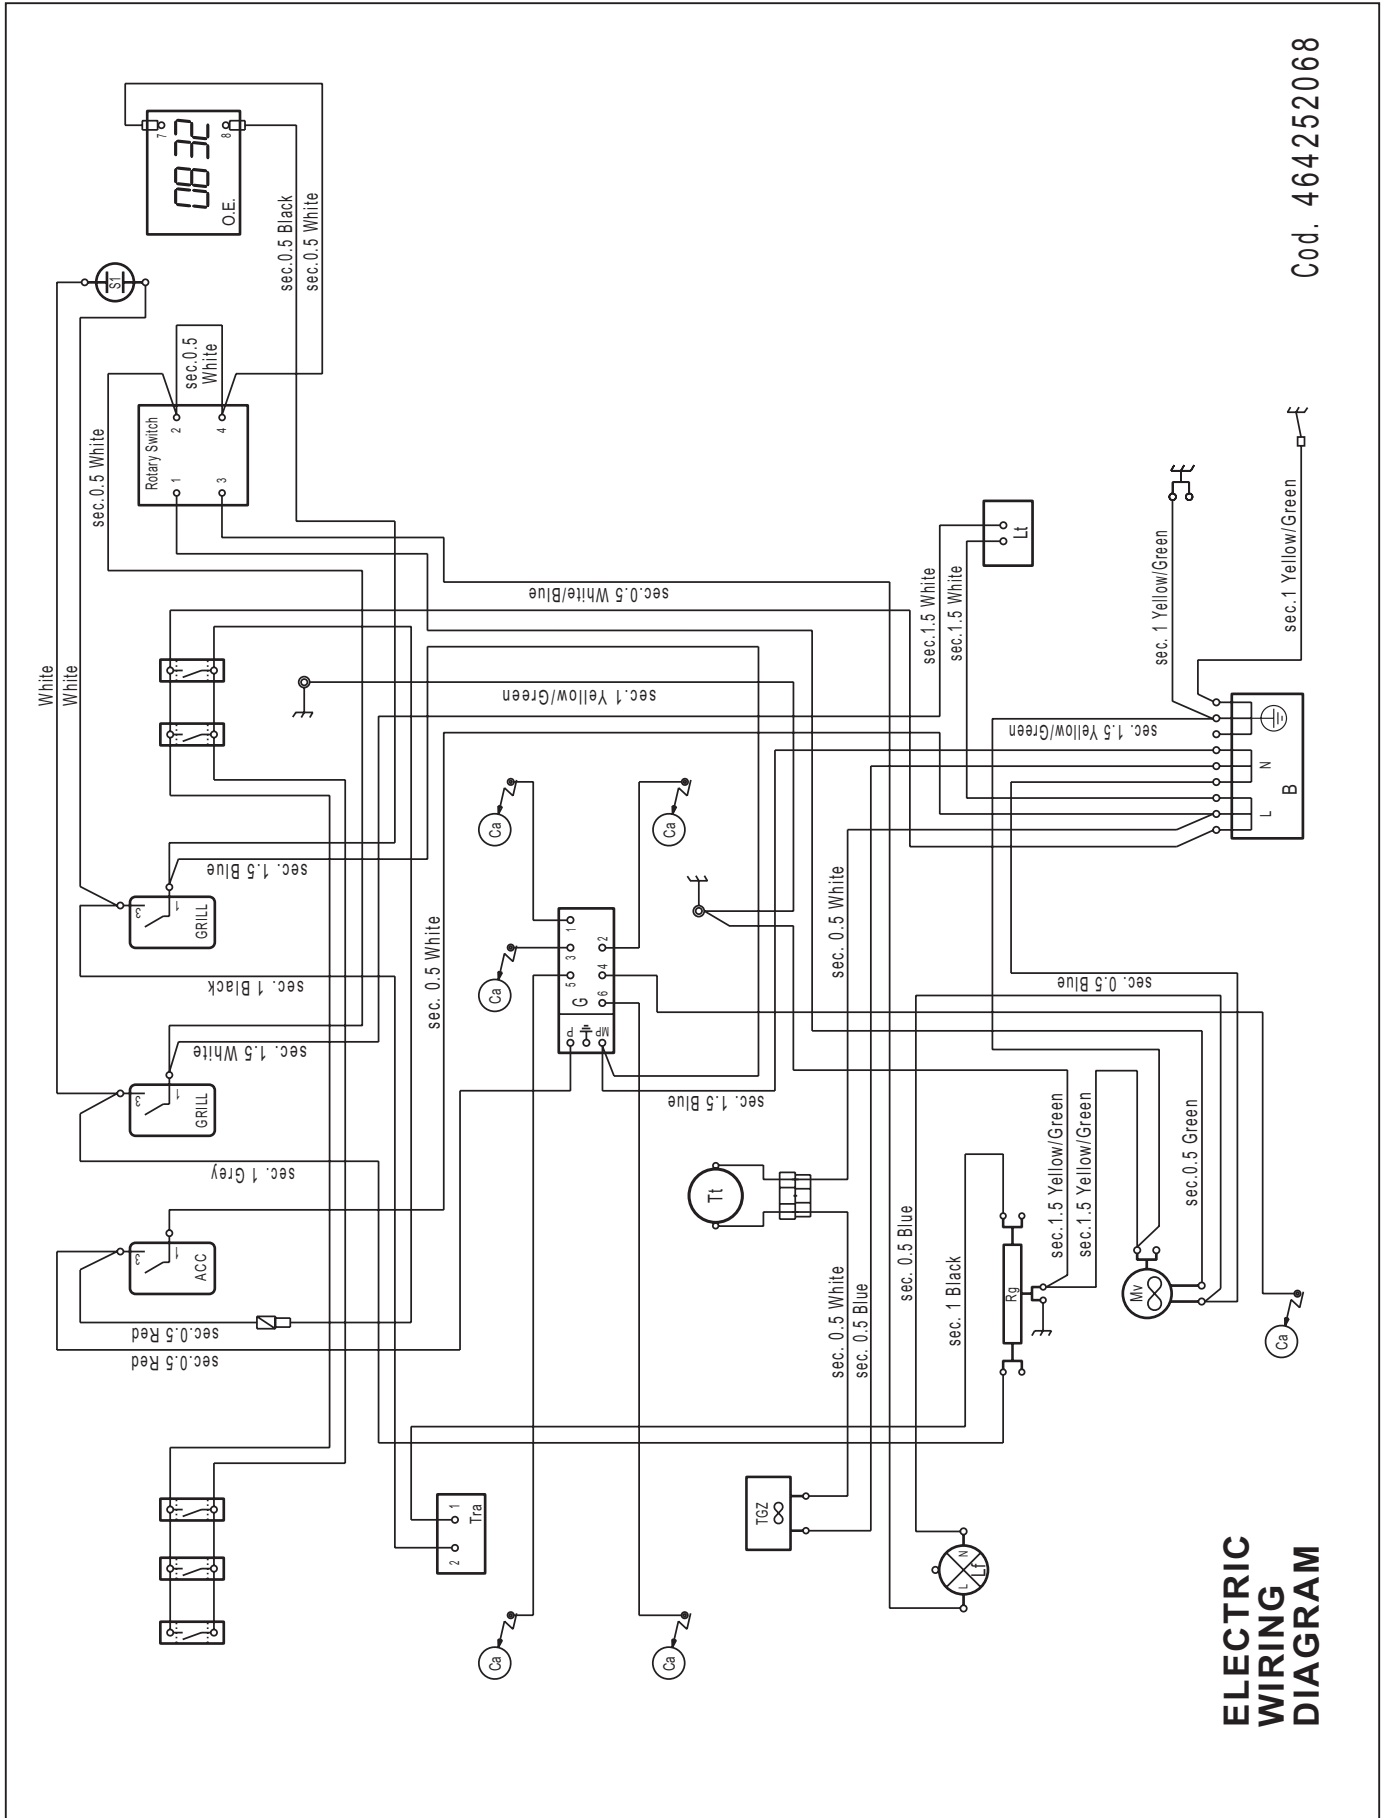 ELECTRIC
WIRING
DIAGRAM
Cod. 464252068
08 32
7
8
O.E.
sec.0.5 Black
sec.0.5 White
S1
White
White
Rotary Switch
1
2
3
4
sec.0.5
White
sec.0.5 White
sec.0.5 White/Blue
sec. 1.5 Blue
3
1
GRILL
sec. 1 Black
sec. 1.5 White
3
1
GRILL
sec. 1 Grey
3
1
ACC
sec.0.5 Red
sec.0.5 Red
sec. 0.5 White
sec.1 Yellow/Green
Ca
Ca
Ca
Ca
Ca
Ca
1
2
3
4
5
6
G
P
MP
sec. 1.5 Blue
Tt
sec. 0.5 White
sec. 0.5 White
sec. 0.5 Blue
sec. 0.5 Blue
sec. 1 Black
TGZ
Tra
1
2
Lf
L
N
Rg
sec.1.5 Yellow/Green
sec.1.5 Yellow/Green
Mv
sec.0.5 Green
sec. 0.5 Blue
sec.1.5 White
sec.1.5 White
Lt
sec. 1.5 Yellow/Green
sec. 1 Yellow/Green
sec.1 Yellow/Green
L
N
B